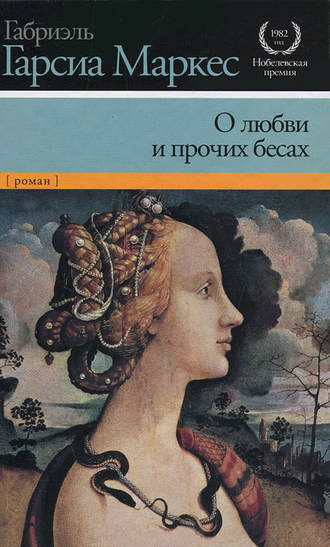 Габриэль
Гарсиа Маркес
1982
год
Нобелевская
премия
О любви
и прочих бесах
[ роман ]